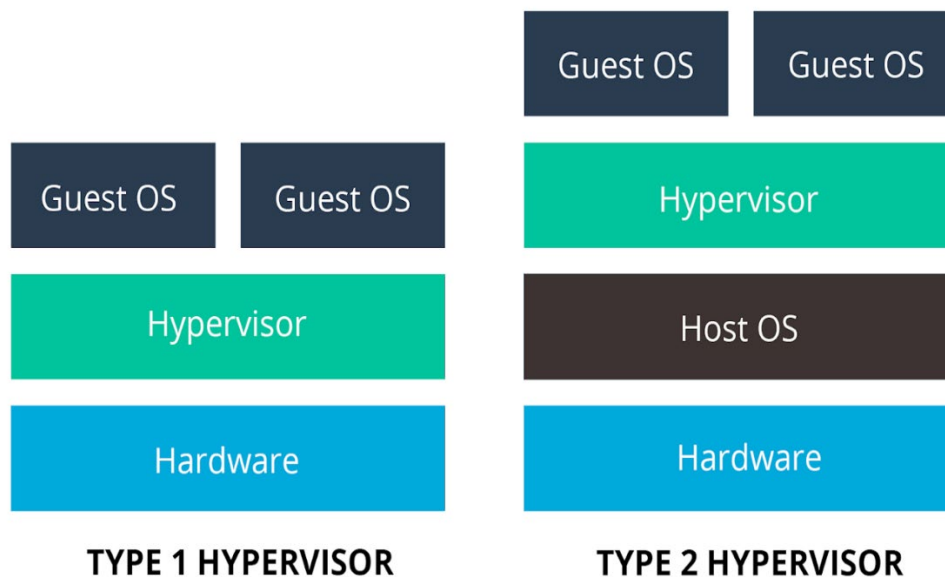 Guest OS
Guest OS
Hypervisor
Hardware
TYPE 1 HYPERVISOR
Guest OS
Guest OS
Hypervisor
Host OS
Hardware
TYPE 2 HYPERVISOR